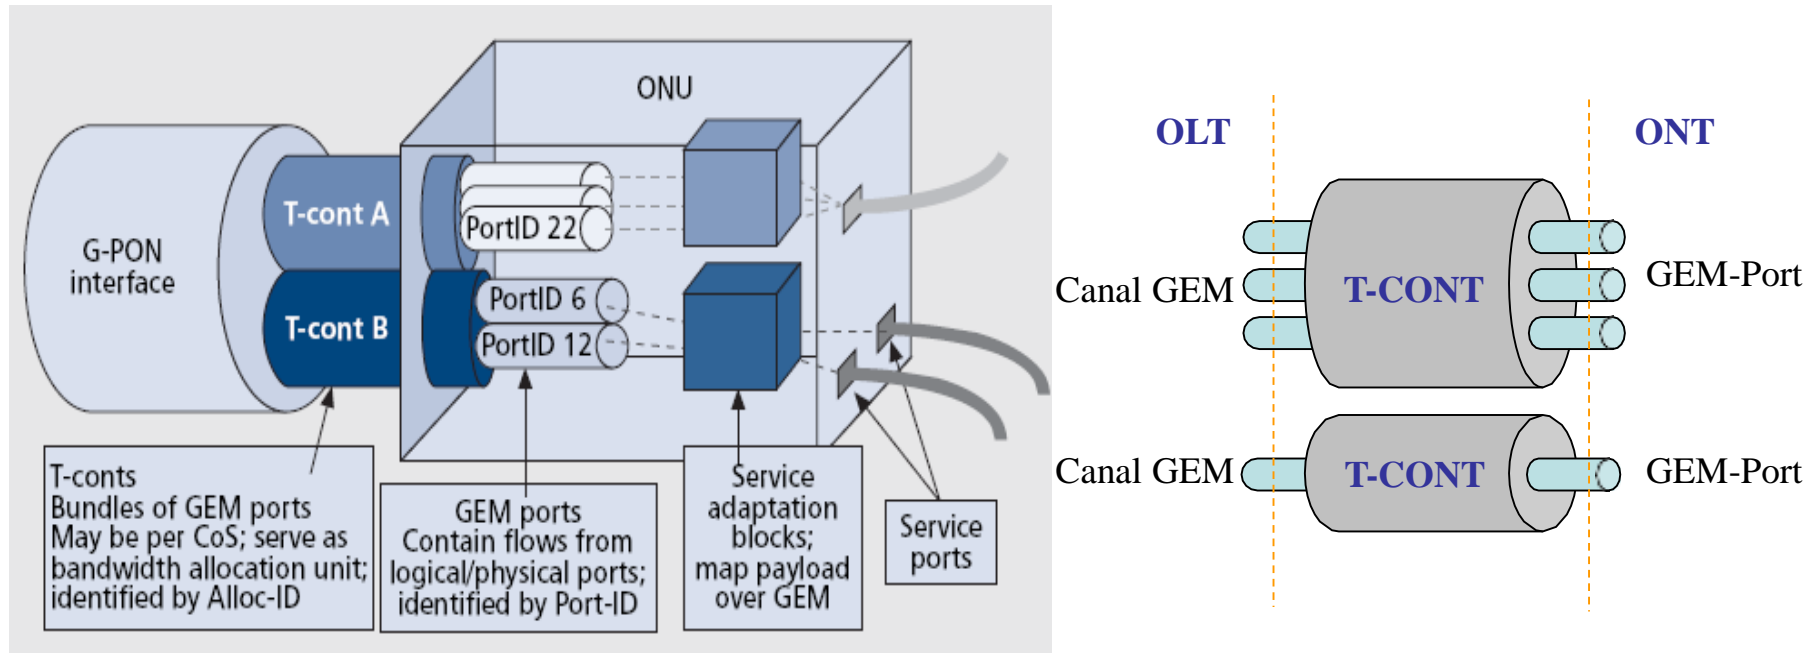 ONU
G-PON
interface
T-cont A
T-cont B
PortID 22
PortID 6
PortID 12
T-conts
Bundles of GEM ports
May be per CoS; serve as
bandwidth allocation unit;
identified by Alloc-ID
GEM ports
Contain flows from
logical/physical ports;
identified by Port-ID
Service
adaptation
blocks;
map payload
over GEM
Service
ports
OLT
ONT
Canal GEM
T-CONT
GEM-Port
Canal GEM
T-CONT
GEM-Port